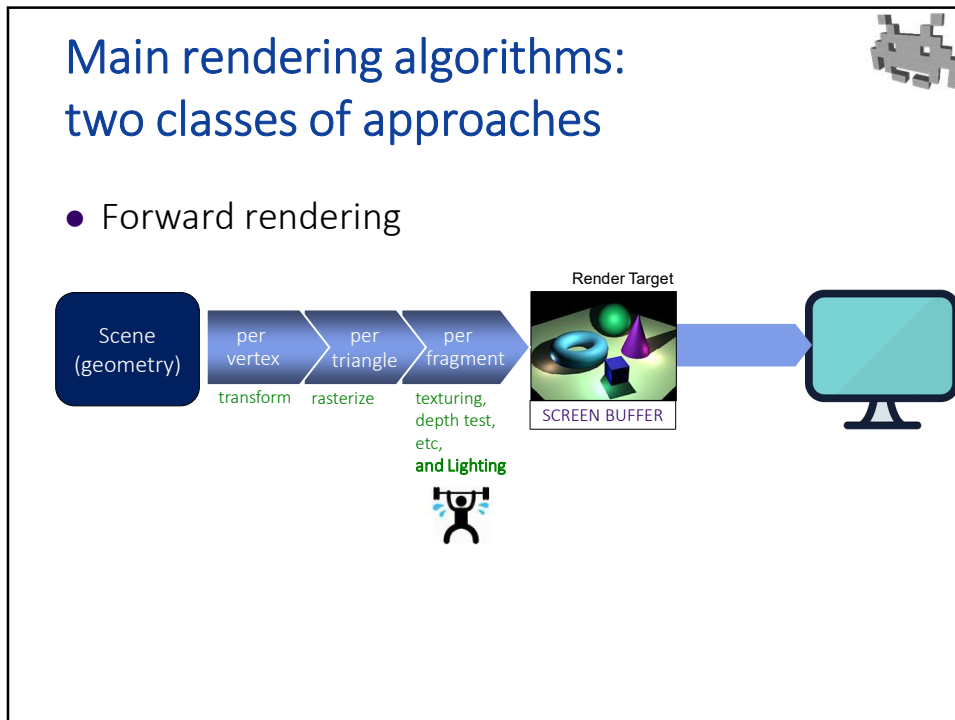 Main rendering algorithms:
two classes of approaches
● Forward rendering
Render Target
Scene
(geometry)
per
vertex
per
triangle
per
fragment
transform
rasterize
texturing,
depth test,
etc,
and Lighting
SCREEN BUFFER